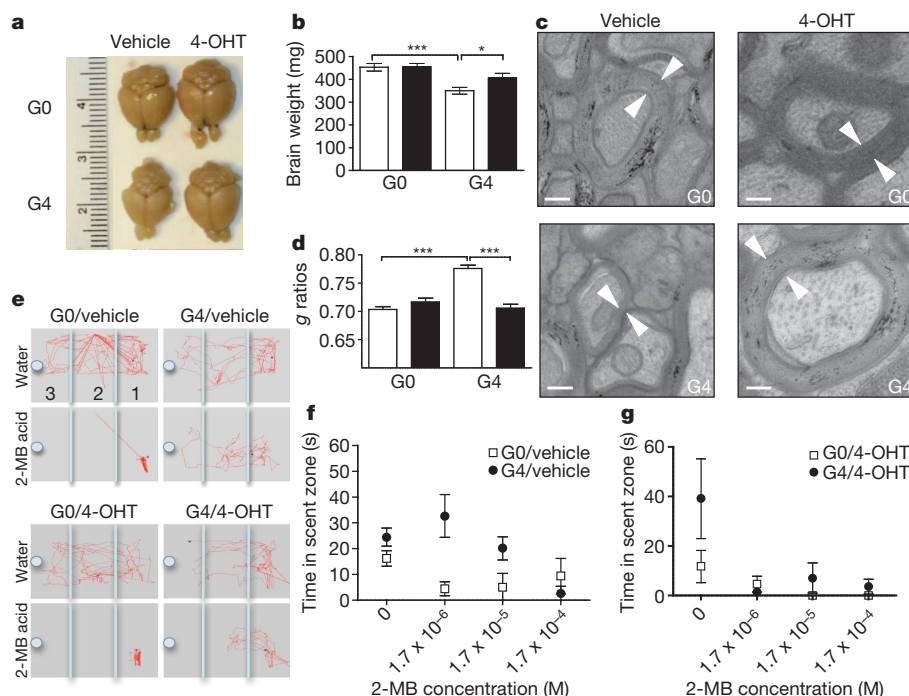 a
Vehicle 4-OHT
G0
G4
4
3
2
b
*** *
Brain weight (mg)
500
400
300
200
100
0
G0 G4
c
Vehicle 4-OHT
G0 G0
G4 G4
d
*** ***
g ratios
0.80
0.75
0.70
0.65
G0 G4
e
G0/vehicle G4/vehicle
Water
3 2 1
2-MB acid
G0/4-OHT G4/4-OHT
Water
2-MB acid
f
Time in scent zone (s)
60
50
40
30
20
10
0
G0/vehicle
G4/vehicle
0
1.7 x 10⁻⁶
1.7 x 10⁻⁵
1.7 x 10⁻⁴
2-MB concentration (M)
g
Time in scent zone (s)
60
40
20
0
G0/4-OHT
G4/4-OHT
0
1.7 x 10⁻⁶
1.7 x 10⁻⁵
1.7 x 10⁻⁴
2-MB concentration (M)